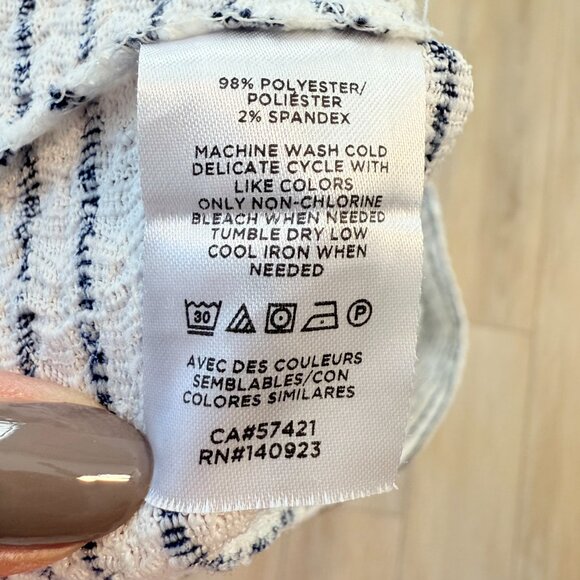 98% POLYESTER/
POLIÉSTER
2% SPANDEX
MACHINE WASH COLD
DELICATE CYCLE WITH
LIKE COLORS
ONLY NON-CHLORINE
BLEACH WHEN NEEDED
TUMBLE DRY LOW
COOL IRON WHEN
NEEDED
30 P
AVEC DES COULEURS
SEMBLABLES/CON
COLORES SIMILARES
CA#57421
RN#140923